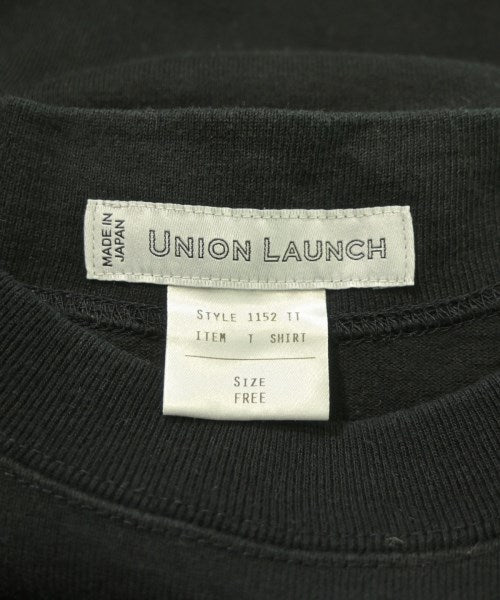 MADE IN
JAPAN
UNION LAUNCH
STYLE 1152 TT
ITEM T SHIRT
SIZE
FREE